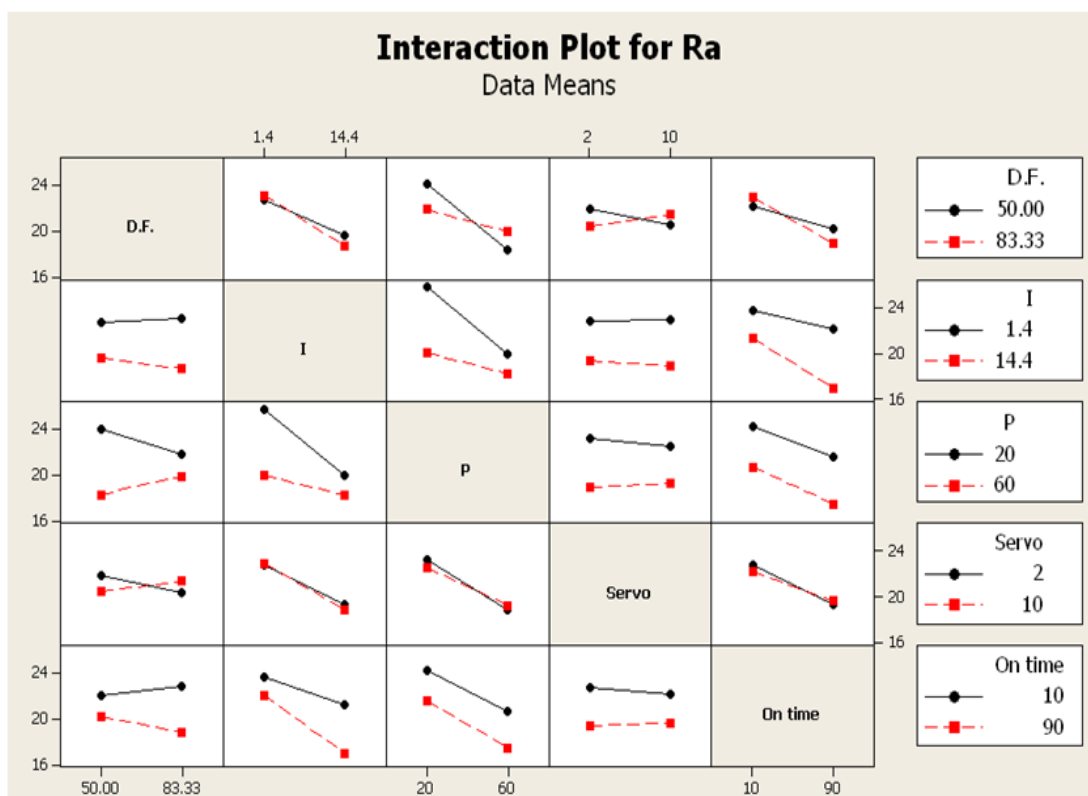 Interaction Plot for Ra
Data Means
1.4 14.4 2 10
24
20
16
D.F.
D.F.
50.00
83.33
I
24
20
16
I
1.4
14.4
24
20
16
P
P
20
60
Servo
24
20
16
Servo
2
10
24
20
16
On time
On time
10
90
50.00 83.33 20 60 10 90